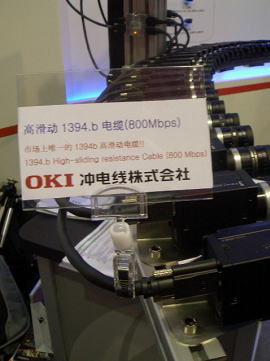 高滑动 1394.b 电缆(800Mbps)
市场上唯一的 1394b 高滑动电缆!!
1394.b High-sliding resistance Cable (800 Mbps)
OKI 冲电线株式会社